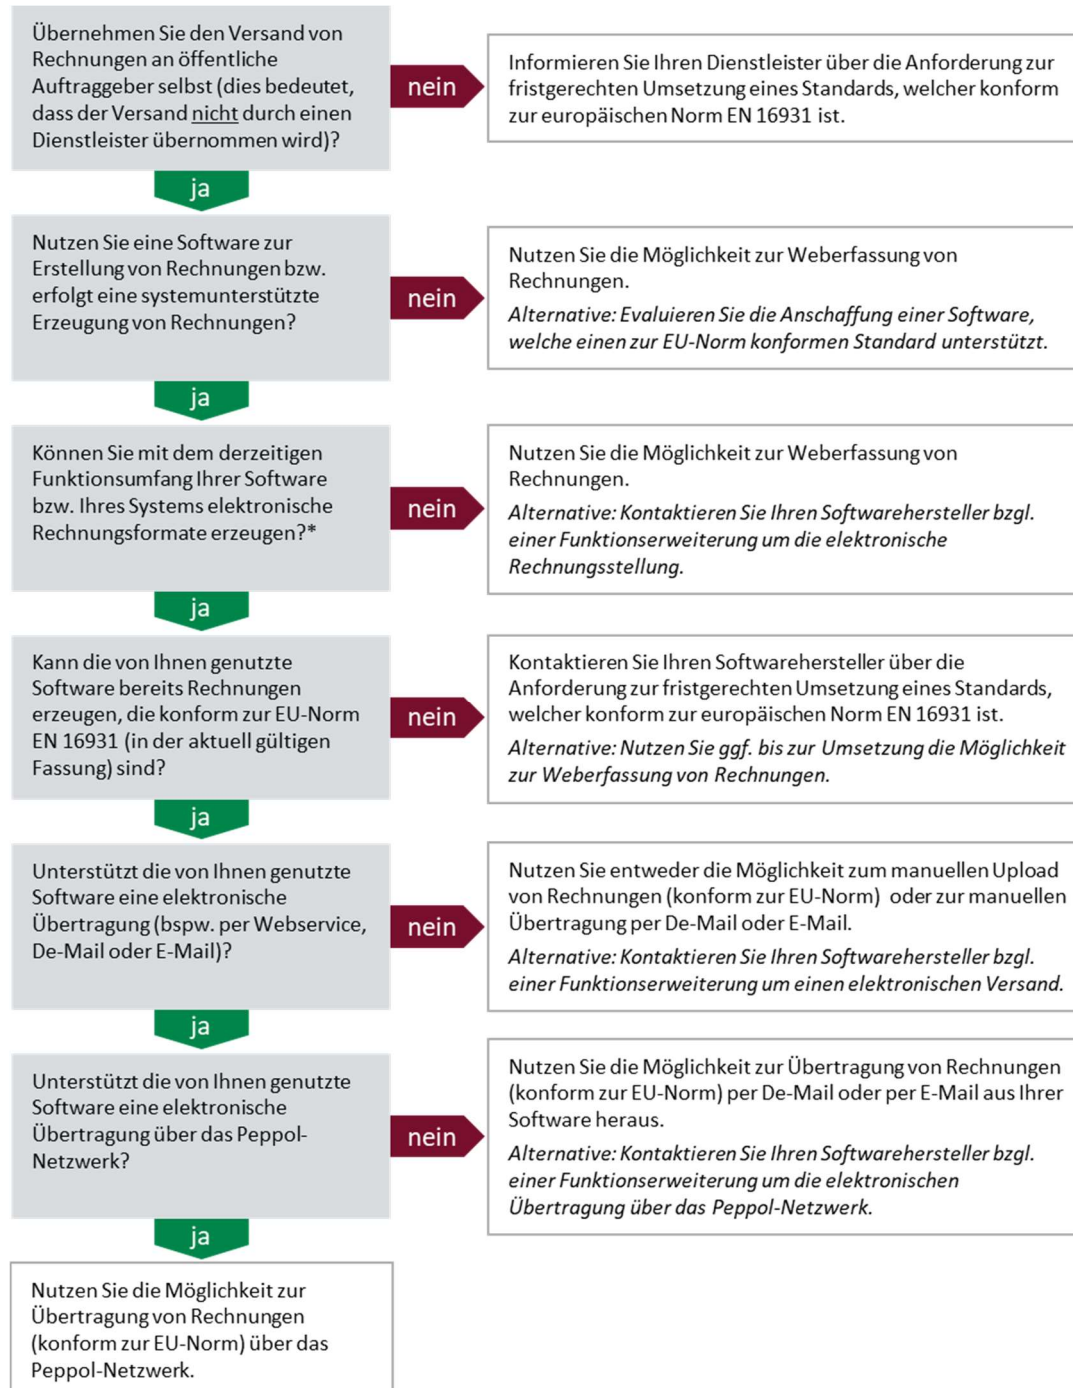 Übernehmen Sie den Versand von
Rechnungen an öffentliche
Auftraggeber selbst (dies bedeutet,
dass der Versand nicht durch einen
Dienstleister übernommen wird)?
nein
Informieren Sie Ihren Dienstleister über die Anforderung zur
fristgerechten Umsetzung eines Standards, welcher konform
zur europäischen Norm EN 16931 ist.
ja
Nutzen Sie eine Software zur
Erstellung von Rechnungen bzw.
erfolgt eine systemunterstützte
Erzeugung von Rechnungen?
nein
Nutzen Sie die Möglichkeit zur Weberfassung von
Rechnungen.
Alternative: Evaluieren Sie die Anschaffung einer Software,
welche einen zur EU-Norm konformen Standard unterstützt.
ja
Können Sie mit dem derzeitigen
Funktionsumfang Ihrer Software
bzw. Ihres Systems elektronische
Rechnungsformate erzeugen?*
nein
Nutzen Sie die Möglichkeit zur Weberfassung von
Rechnungen.
Alternative: Kontaktieren Sie Ihren Softwarehersteller bzgl.
einer Funktionserweiterung um die elektronische
Rechnungsstellung.
ja
Kann die von Ihnen genutzte
Software bereits Rechnungen
erzeugen, die konform zur EU-Norm
EN 16931 (in der aktuell gültigen
Fassung) sind?
nein
Kontaktieren Sie Ihren Softwarehersteller über die
Anforderung zur fristgerechten Umsetzung eines Standards,
welcher konform zur europäischen Norm EN 16931 ist.
Alternative: Nutzen Sie ggf. bis zur Umsetzung die Möglichkeit
zur Weberfassung von Rechnungen.
ja
Unterstützt die von Ihnen genutzte
Software eine elektronische
Übertragung (bspw. per Webservice,
De-Mail oder E-Mail)?
nein
Nutzen Sie entweder die Möglichkeit zum manuellen Upload
von Rechnungen (konform zur EU-Norm) oder zur manuellen
Übertragung per De-Mail oder E-Mail.
Alternative: Kontaktieren Sie Ihren Softwarehersteller bzgl.
einer Funktionserweiterung um einen elektronischen Versand.
ja
Unterstützt die von Ihnen genutzte
Software eine elektronische
Übertragung über das Peppol-
Netzwerk?
nein
Nutzen Sie die Möglichkeit zur Übertragung von Rechnungen
(konform zur EU-Norm) per De-Mail oder per E-Mail aus Ihrer
Software heraus.
Alternative: Kontaktieren Sie Ihren Softwarehersteller bzgl.
einer Funktionserweiterung um die elektronischen
Übertragung über das Peppol-Netzwerk.
ja
Nutzen Sie die Möglichkeit zur
Übertragung von Rechnungen
(konform zur EU-Norm) über das
Peppol-Netzwerk.